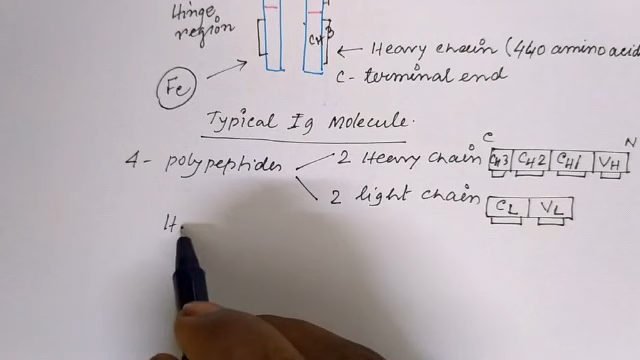 Hinge
region
CH3
← Heavy chain (440 amino acid
C- terminal end
Fc
Typical Ig Molecule.
4- polypeptides 2 Heavy chain C CH3 CH2 CH1 VH N
2 light chain CL VL
H